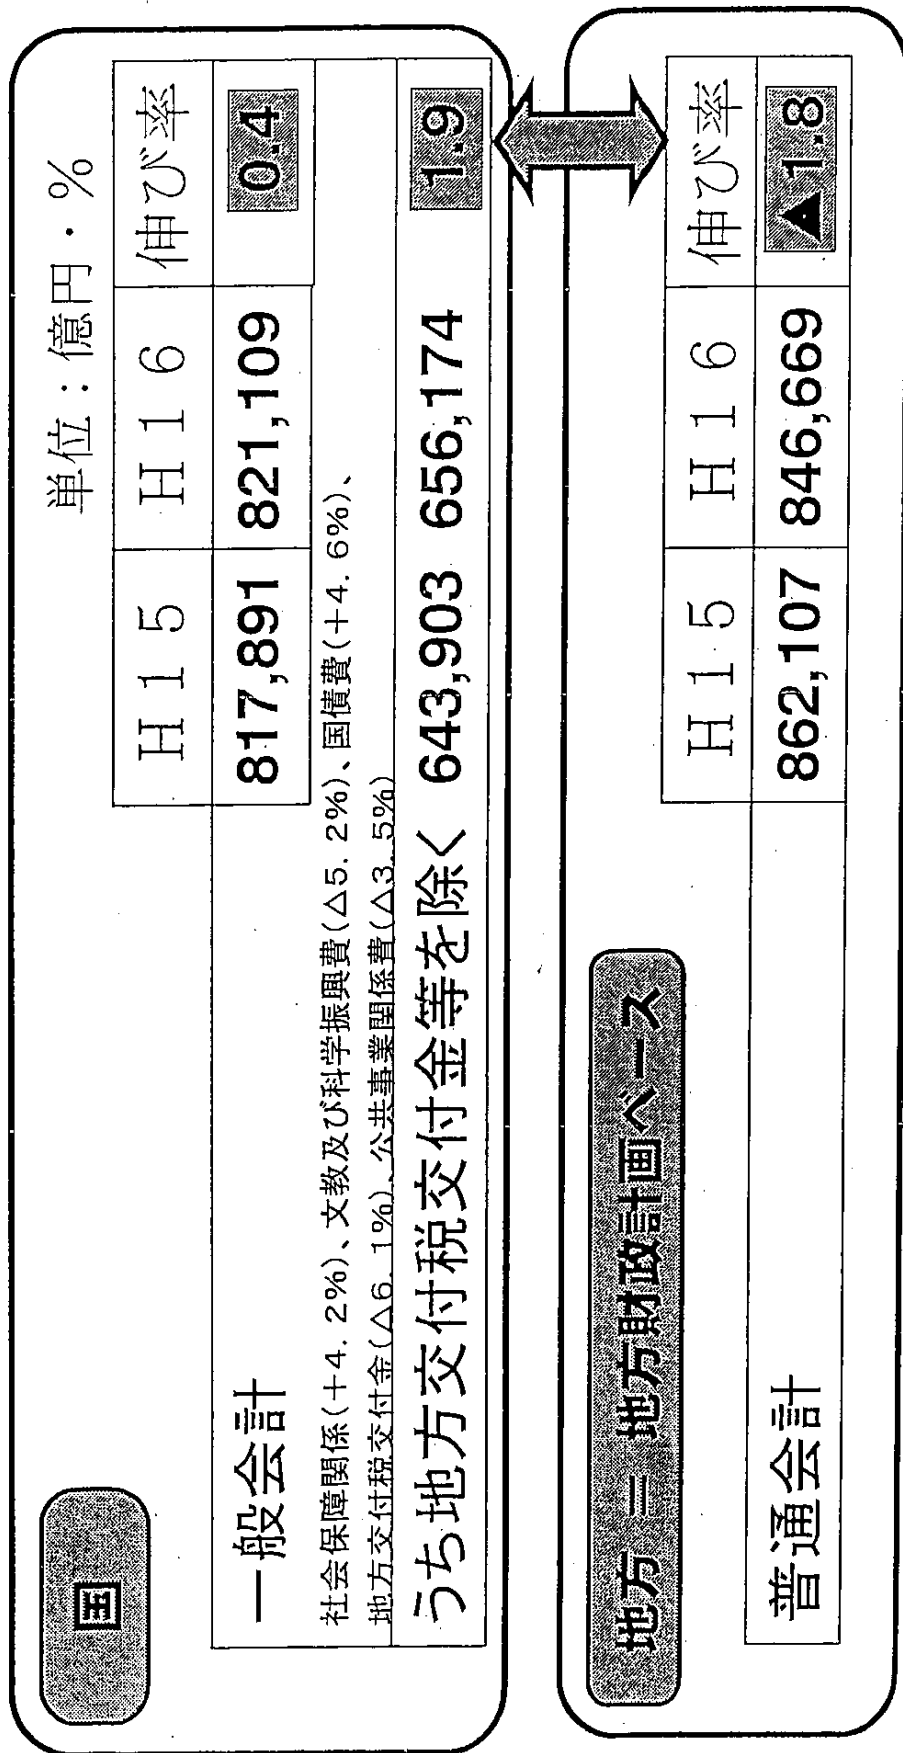 国
単位：億円・%
Ｈ１５ Ｈ１６ 伸び率
一般会計 817,891 821,109 0.4
社会保障関係(＋4.2%)、文教及び科学振興費(△5.2%)、国債費(＋4.6%)、
地方交付税交付金(△6.1%)、公共事業関係費(△3.5%)
うち地方交付税交付金等を除く 643,903 656,174 1.9
地方 ＝ 地方財政計画ベース
Ｈ１５ Ｈ１６ 伸び率
普通会計 862,107 846,669 ▲1.8